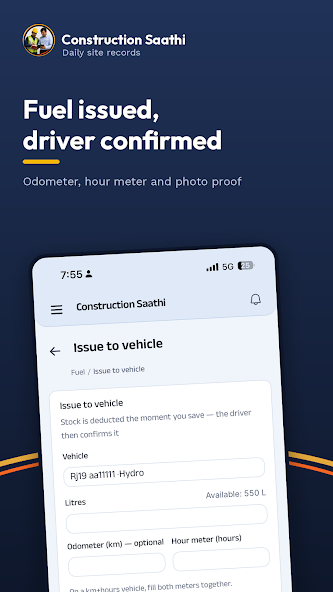 Construction Saathi
Daily site records
Fuel issued,
driver confirmed
Odometer, hour meter and photo proof
7:55
5G
Construction Saathi
Issue to vehicle
Fuel / Issue to vehicle
Issue to vehicle
Stock is deducted the moment you save — the driver
then confirms it
Vehicle
Rj19 aa11111 · Hydro
Litres
Available: 550 L
Odometer (km) — optional
Hour meter (hours)
On a km+hours vehicle, fill both meters together.